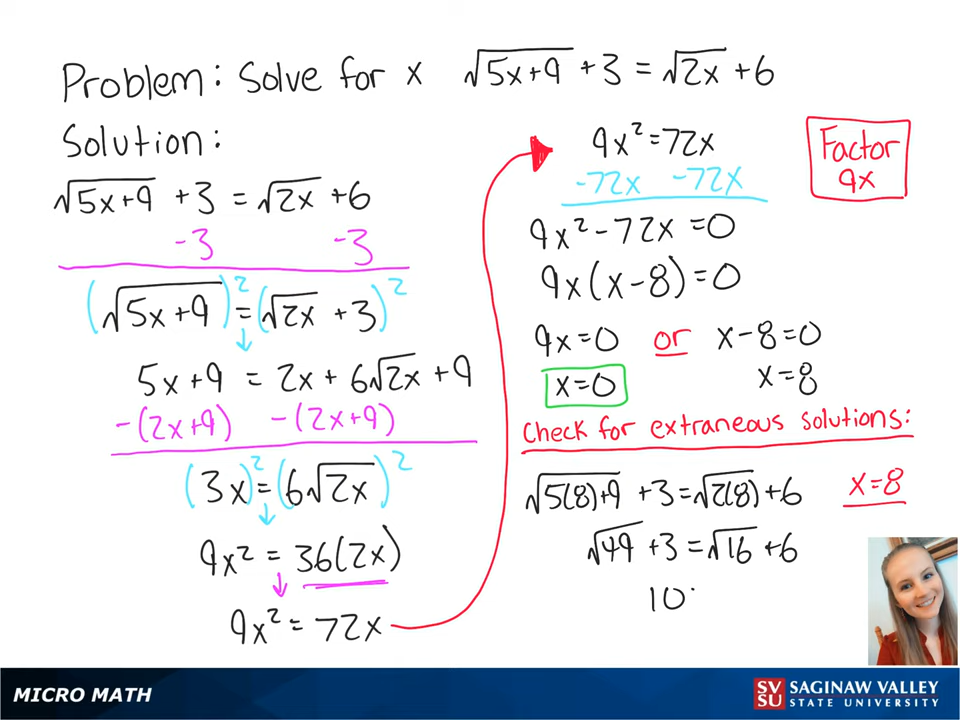 Problem: Solve for x √(5x+9) +3 = √(2x) +6
Solution:
√(5x+9) +3 = √(2x) +6
-3 -3
(√(5x+9))² = (√(2x) +3)²
5x+9 = 2x + 6√(2x) +9
-(2x+9) -(2x+9)
(3x)² = (6√(2x))²
9x² = 36(2x)
9x² = 72x
9x² = 72x
-72x -72x
Factor
9x
9x² - 72x = 0
9x(x-8) = 0
9x=0 or x-8=0
x=0 x=8
Check for extraneous solutions:
√(5(8)+9) +3 = √(2(8)) +6 x=8
√49 +3 = √16 +6
10
MICRO MATH
SV
SU
SAGINAW VALLEY
STATE UNIVERSITY